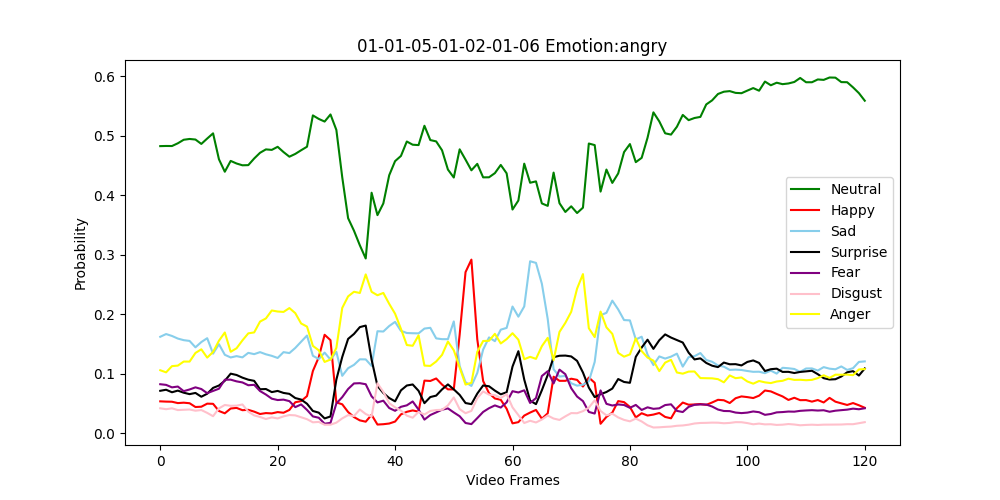 01-01-05-01-02-01-06 Emotion:angry
Probability
0.6
0.5
0.4
0.3
0.2
0.1
0.0
Neutral
Happy
Sad
Surprise
Fear
Disgust
Anger
0 20 40 60 80 100 120
Video Frames